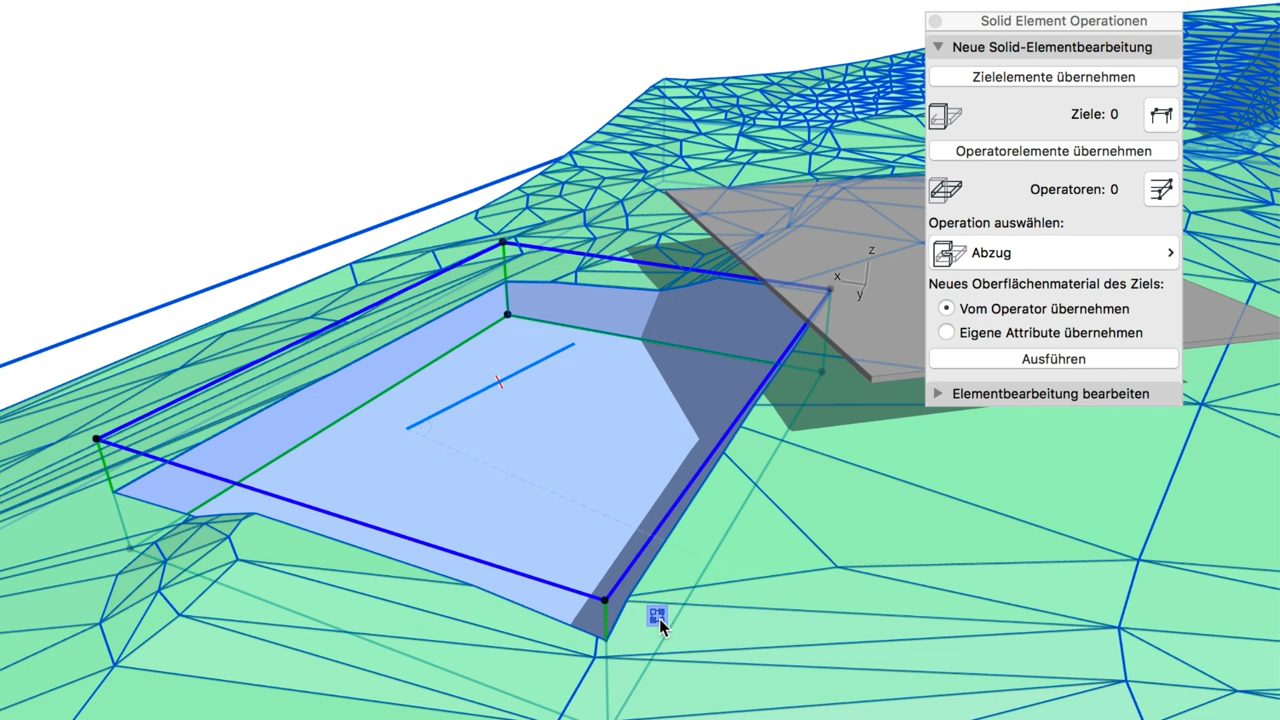 Solid Element Operationen
Neue Solid-Elementbearbeitung
Zielelemente übernehmen
Ziele: 0
Operatorelemente übernehmen
Operatoren: 0
Operation auswählen:
Abzug
Neues Oberflächenmaterial des Ziels:
Vom Operator übernehmen
Eigene Attribute übernehmen
Ausführen
Elementbearbeitung bearbeiten
z
x
y